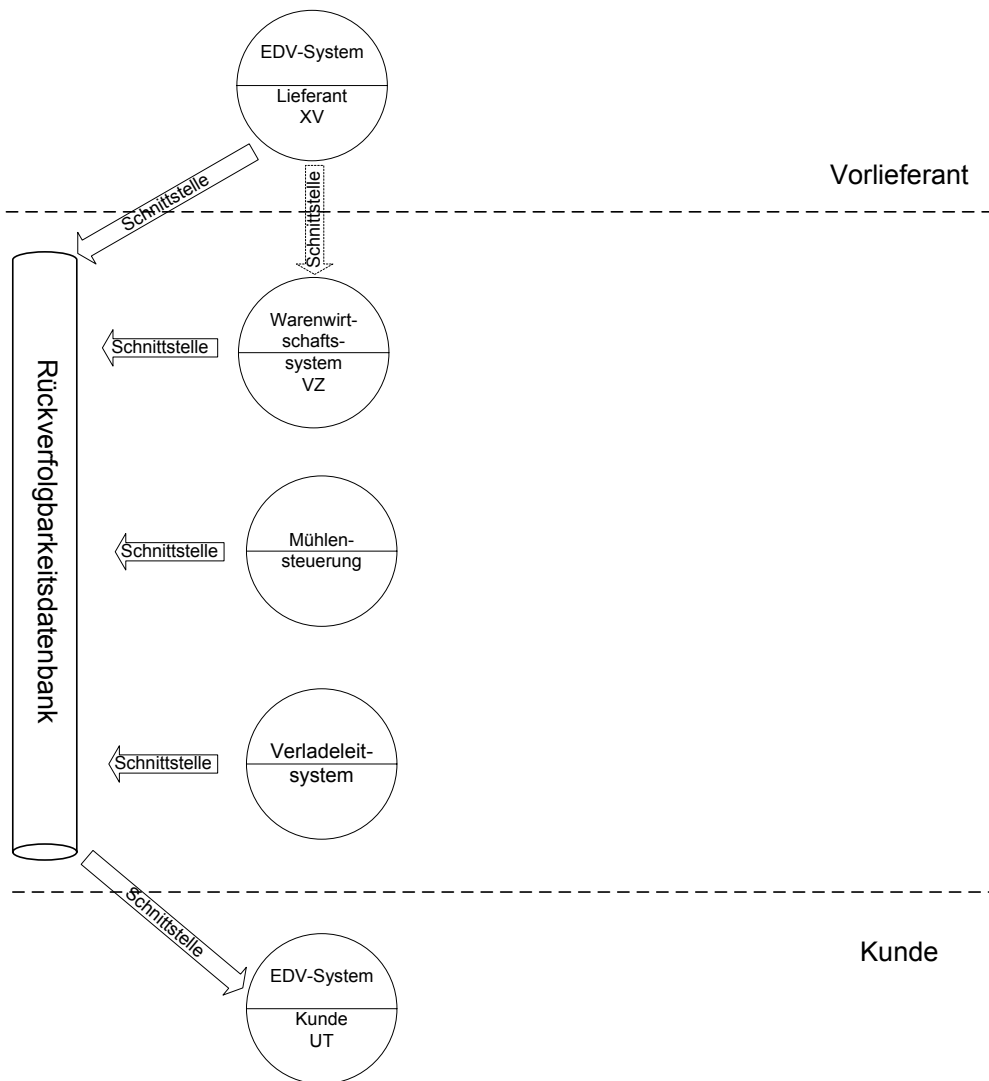 EDV-System
Lieferant
XV
Vorlieferant
Schnittstelle
Schnittstelle
Warenwirt-
schafts-
system
VZ
Schnittstelle
Rückverfolgbarkeitsdatenbank
Mühlen-
steuerung
Schnittstelle
Verladeleit-
system
Schnittstelle
Schnittstelle
Kunde
EDV-System
Kunde
UT